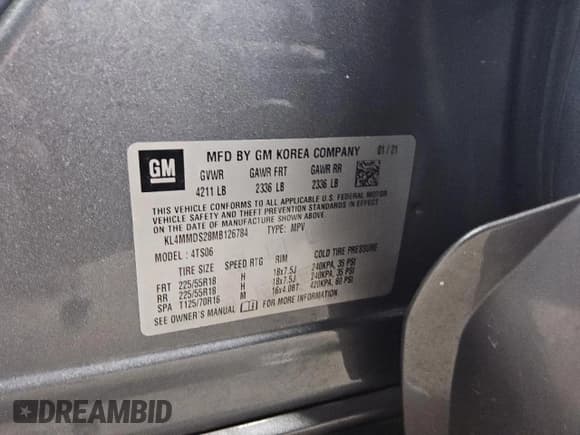 GM
MFD BY GM KOREA COMPANY 01 / 21
GVWR GAWR FRT GAWR RR
4211 LB 2336 LB 2336 LB
THIS VEHICLE CONFORMS TO ALL APPLICABLE U.S. FEDERAL MOTOR
VEHICLE SAFETY AND THEFT PREVENTION STANDARDS IN EFFECT
ON THE DATE OF MANUFACTURE SHOWN ABOVE.
KL4MMDS28MB126784 TYPE: MPV
MODEL : 4TS06
TIRE SIZE SPEED RTG RIM COLD TIRE PRESSURE
FRT 225/55R18 H 18x7.5J 240KPA, 35 PSI
RR 225/55R18 H 18x7.5J 240KPA, 35 PSI
SPA T125/70R16 M 16x4.0BT 420KPA, 60 PSI
SEE OWNER'S MANUAL FOR MORE INFORMATION.
DREAMBID